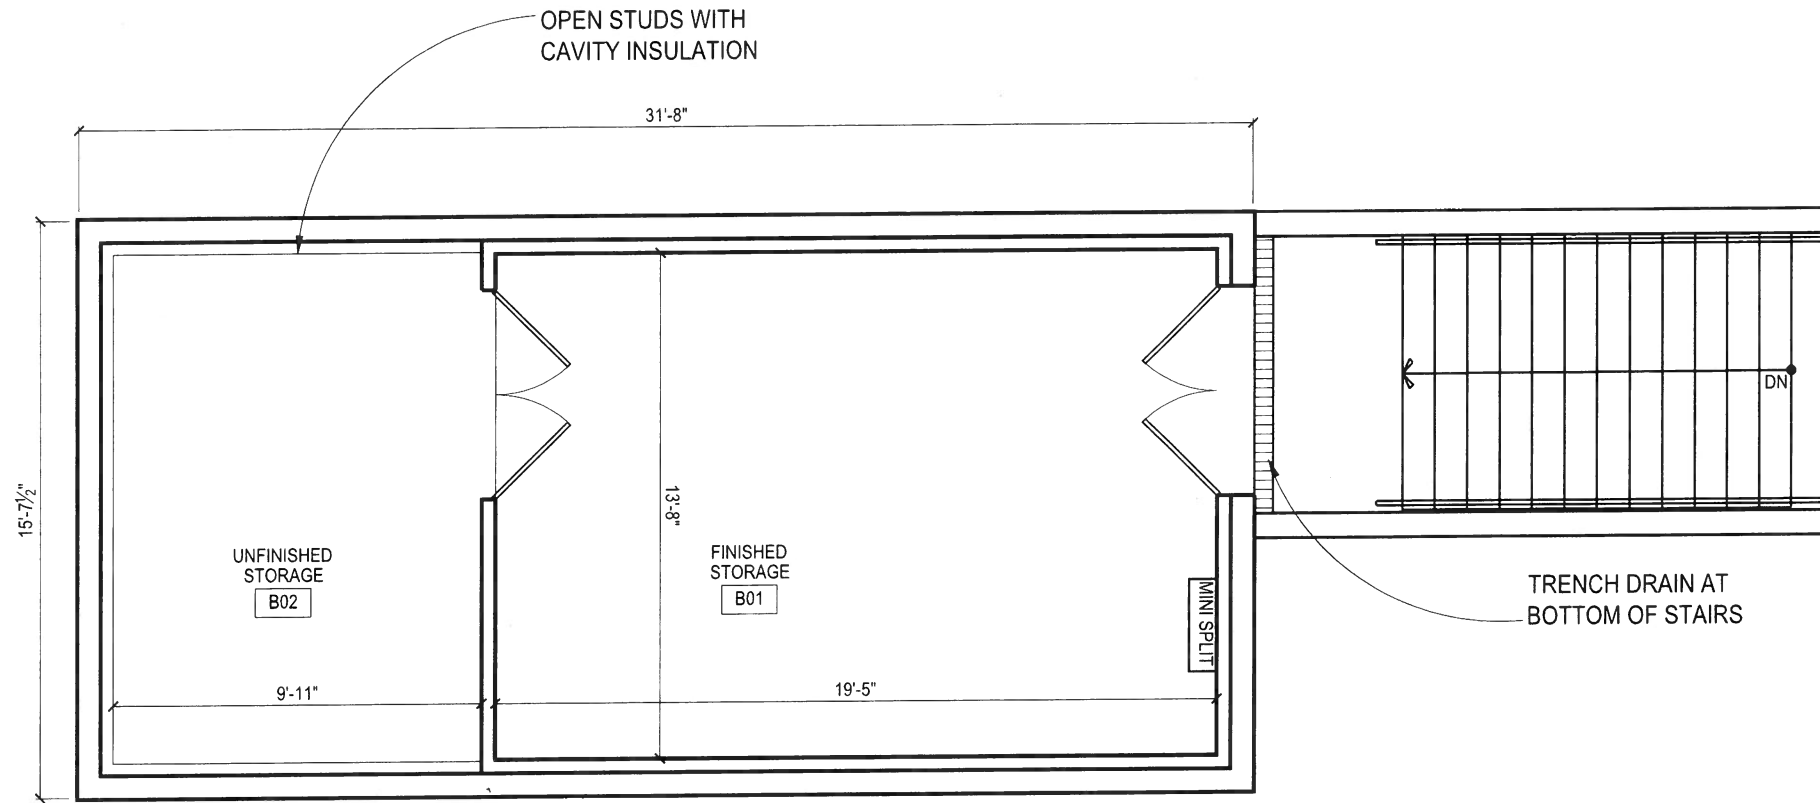 OPEN STUDS WITH
CAVITY INSULATION
31'-8"
15'-7½"
13'-8"
UNFINISHED
STORAGE
B02
FINISHED
STORAGE
B01
MINI SPLIT
9'-11"
19'-5"
DN
TRENCH DRAIN AT
BOTTOM OF STAIRS